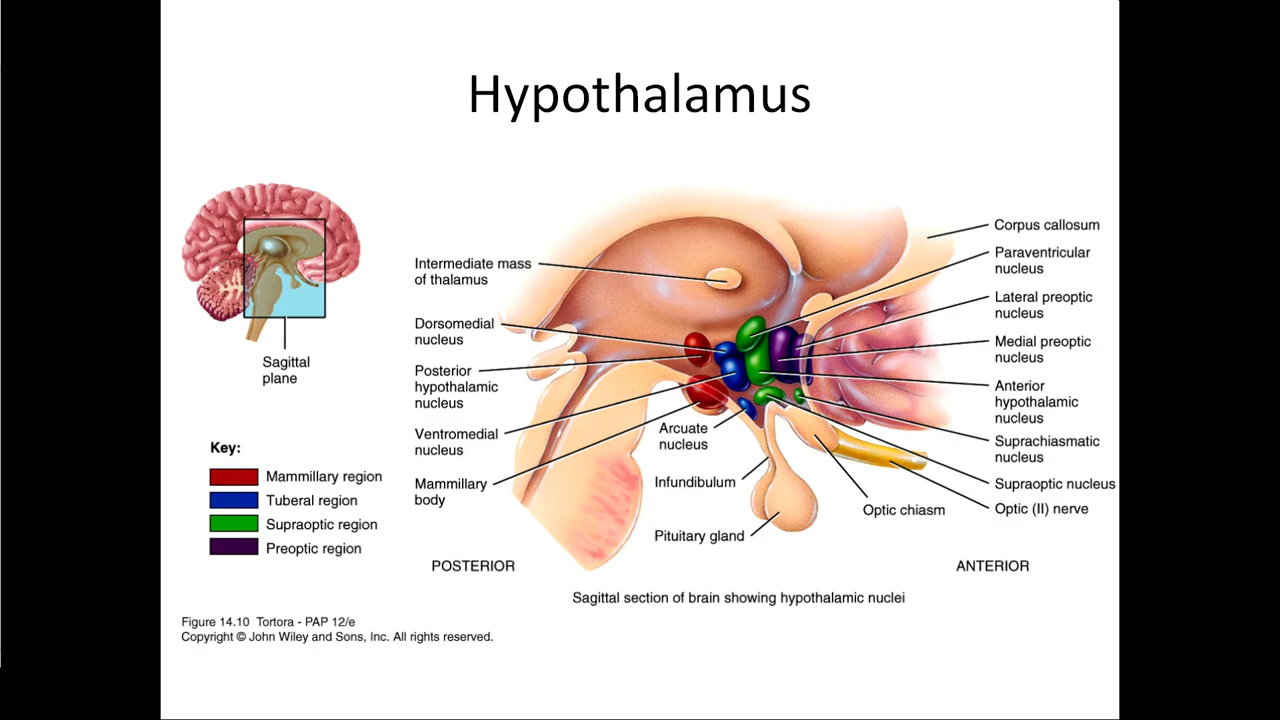 Hypothalamus
Sagittal
plane
Key:
Mammillary region
Tuberal region
Supraoptic region
Preoptic region
Intermediate mass
of thalamus
Dorsomedial
nucleus
Posterior
hypothalamic
nucleus
Ventromedial
nucleus
Mammillary
body
Arcuate
nucleus
Infundibulum
Pituitary gland
Corpus callosum
Paraventricular
nucleus
Lateral preoptic
nucleus
Medial preoptic
nucleus
Anterior
hypothalamic
nucleus
Suprachiasmatic
nucleus
Supraoptic nucleus
Optic (II) nerve
Optic chiasm
POSTERIOR
ANTERIOR
Sagittal section of brain showing hypothalamic nuclei
Figure 14.10 Tortora - PAP 12/e
Copyright © John Wiley and Sons, Inc. All rights reserved.